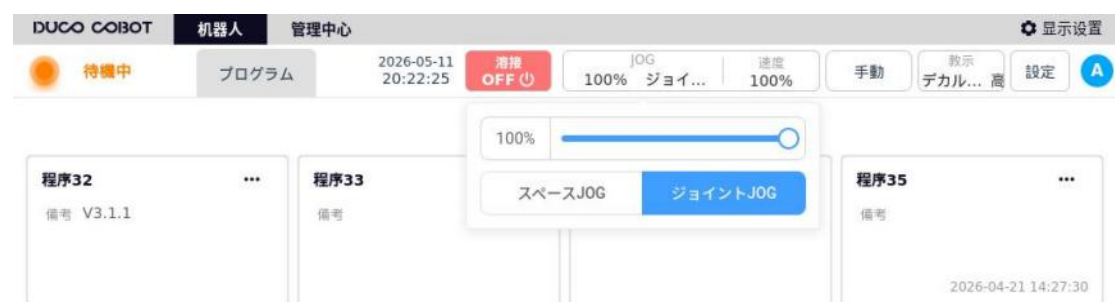 DUCO COBOT 机器人 管理中心 显示设置
待機中 プログラム 2026-05-11 20:22:25 溶接 OFF JOG 100% ジョイ... 速度 100% 手動 教示 デカル... 高 設定 A
100%
スペースJOG ジョイントJOG
程序32 ... 程序33 程序35 ...
備考 V3.1.1 備考 備考
2026-04-21 14:27:30